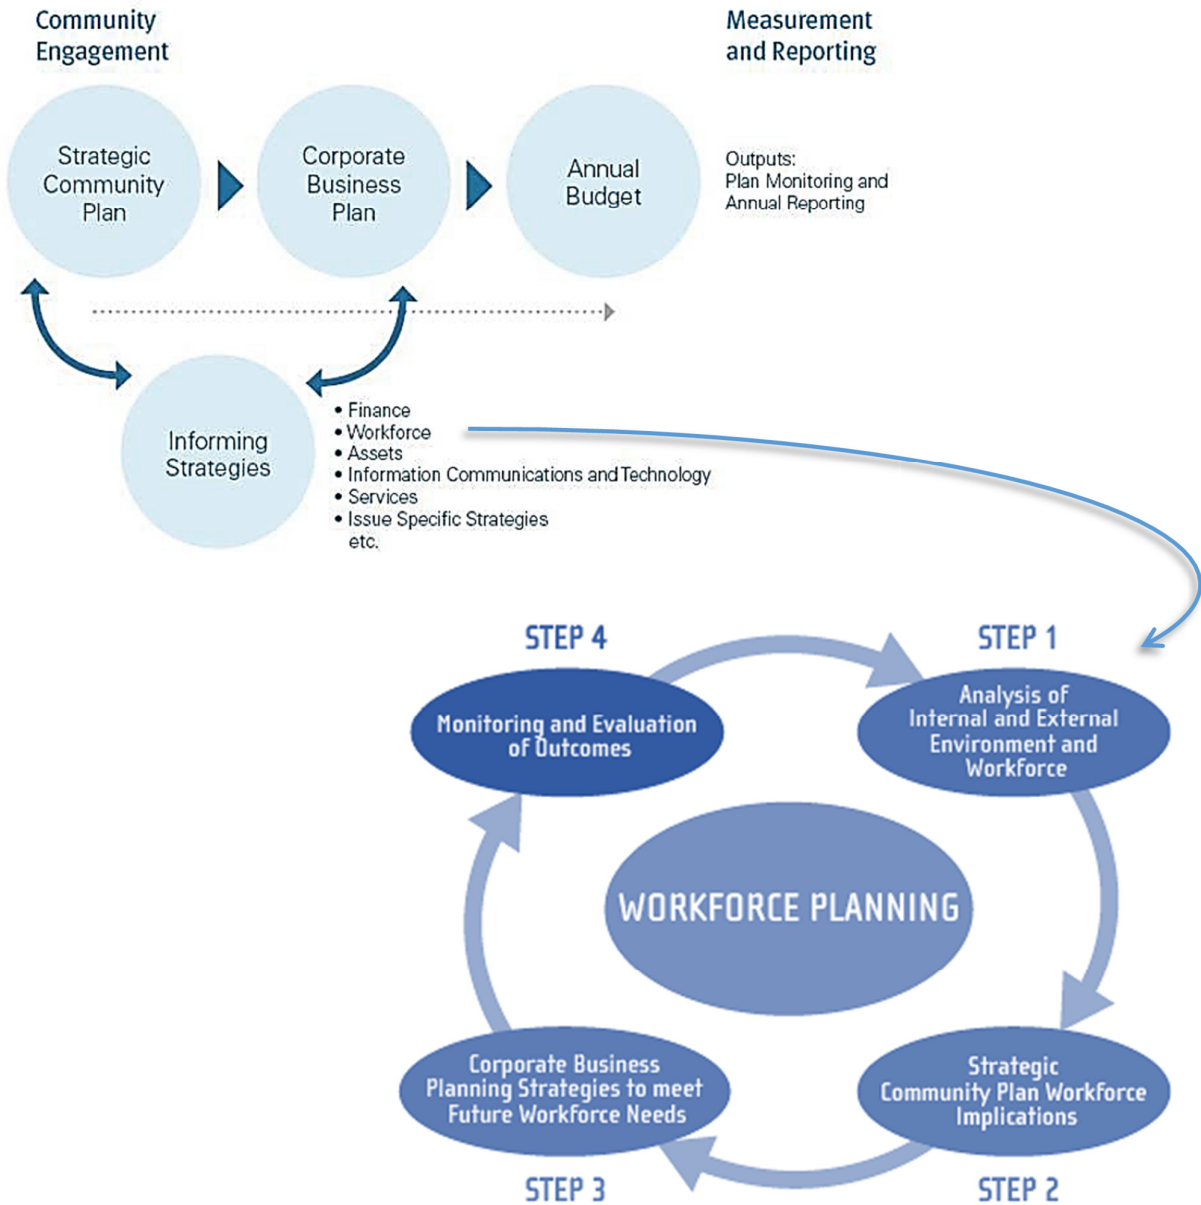 Community
Engagement
Measurement
and Reporting
Strategic
Community
Plan
Corporate
Business
Plan
Annual
Budget
Outputs:
Plan Monitoring and
Annual Reporting
Informing
Strategies
• Finance
• Workforce
• Assets
• Information Communications and Technology
• Services
• Issue Specific Strategies
etc.
STEP 4
Monitoring and Evaluation
of Outcomes
STEP 1
Analysis of
Internal and External
Environment and
Workforce
WORKFORCE PLANNING
Corporate Business
Planning Strategies to meet
Future Workforce Needs
STEP 3
Strategic
Community Plan Workforce
Implications
STEP 2